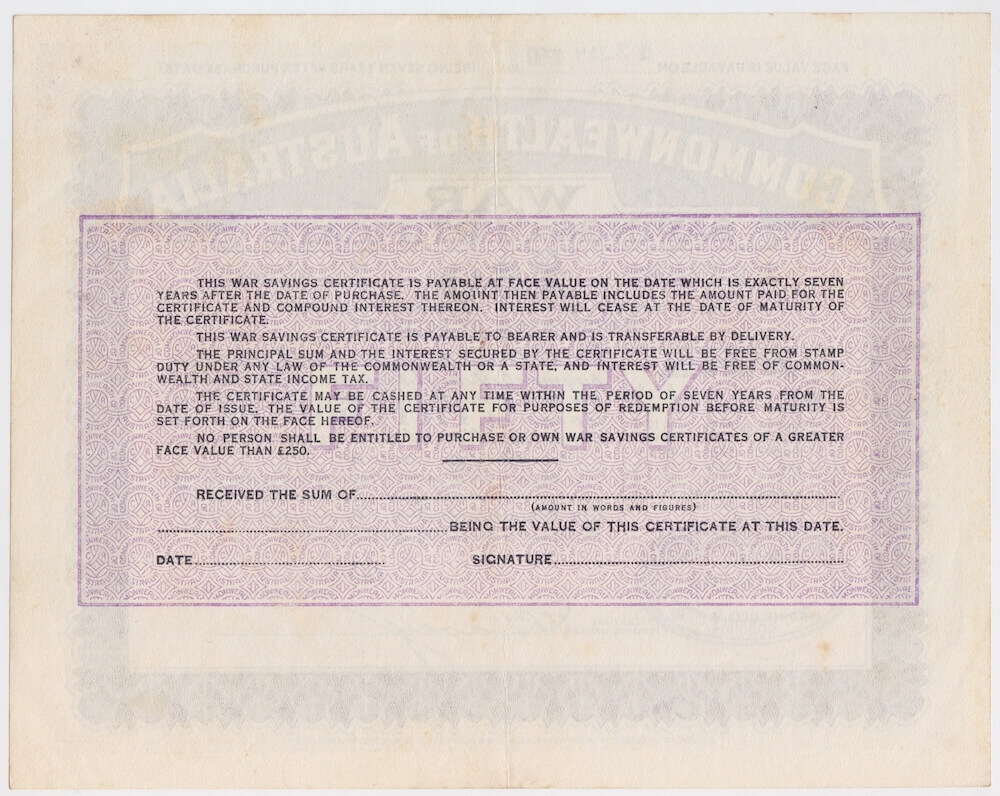 THIS WAR SAVINGS CERTIFICATE IS PAYABLE AT FACE VALUE ON THE DATE WHICH IS EXACTLY SEVEN
YEARS AFTER THE DATE OF PURCHASE. THE AMOUNT THEN PAYABLE INCLUDES THE AMOUNT PAID FOR THE
CERTIFICATE AND COMPOUND INTEREST THEREON. INTEREST WILL CEASE AT THE DATE OF MATURITY OF
THE CERTIFICATE.
THIS WAR SAVINGS CERTIFICATE IS PAYABLE TO BEARER AND IS TRANSFERABLE BY DELIVERY.
THE PRINCIPAL SUM AND THE INTEREST SECURED BY THE CERTIFICATE WILL BE FREE FROM STAMP
DUTY UNDER ANY LAW OF THE COMMONWEALTH OR A STATE, AND INTEREST WILL BE FREE OF COMMON-
WEALTH AND STATE INCOME TAX.
FIFTY
THE CERTIFICATE MAY BE CASHED AT ANY TIME WITHIN THE PERIOD OF SEVEN YEARS FROM THE
DATE OF ISSUE. THE VALUE OF THE CERTIFICATE FOR PURPOSES OF REDEMPTION BEFORE MATURITY IS
SET FORTH ON THE FACE HEREOF.
NO PERSON SHALL BE ENTITLED TO PURCHASE OR OWN WAR SAVINGS CERTIFICATES OF A GREATER
FACE VALUE THAN £250.
RECEIVED THE SUM OF
(AMOUNT IN WORDS AND FIGURES)
BEING THE VALUE OF THIS CERTIFICATE AT THIS DATE.
DATE SIGNATURE